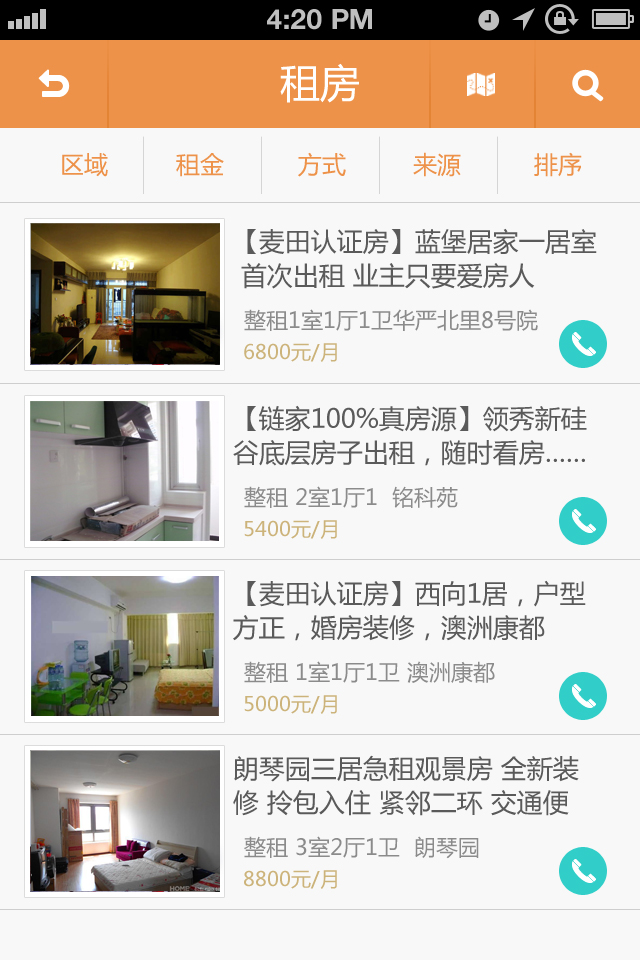 4:20 PM
租房
区域
租金
方式
来源
排序
【麦田认证房】蓝堡居家一居室
首次出租 业主只要爱房人
整租1室1厅1卫华严北里8号院
6800元/月
【链家100%真房源】领秀新硅
谷底层房子出租，随时看房……
整租 2室1厅1 铭科苑
5400元/月
【麦田认证房】西向1居，户型
方正，婚房装修，澳洲康都
整租 1室1厅1卫 澳洲康都
5000元/月
朗琴园三居急租观景房 全新装
修 拎包入住 紧邻二环 交通便
整租 3室2厅1卫 朗琴园
8800元/月